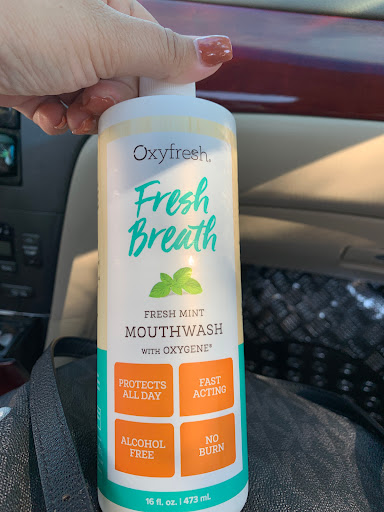 Oxyfresh®
Fresh
Breath
FRESH MINT
MOUTHWASH
WITH OXYGENE®
PROTECTS
ALL DAY
FAST
ACTING
ALCOHOL
FREE
NO
BURN
16 fl. oz. | 473 mL